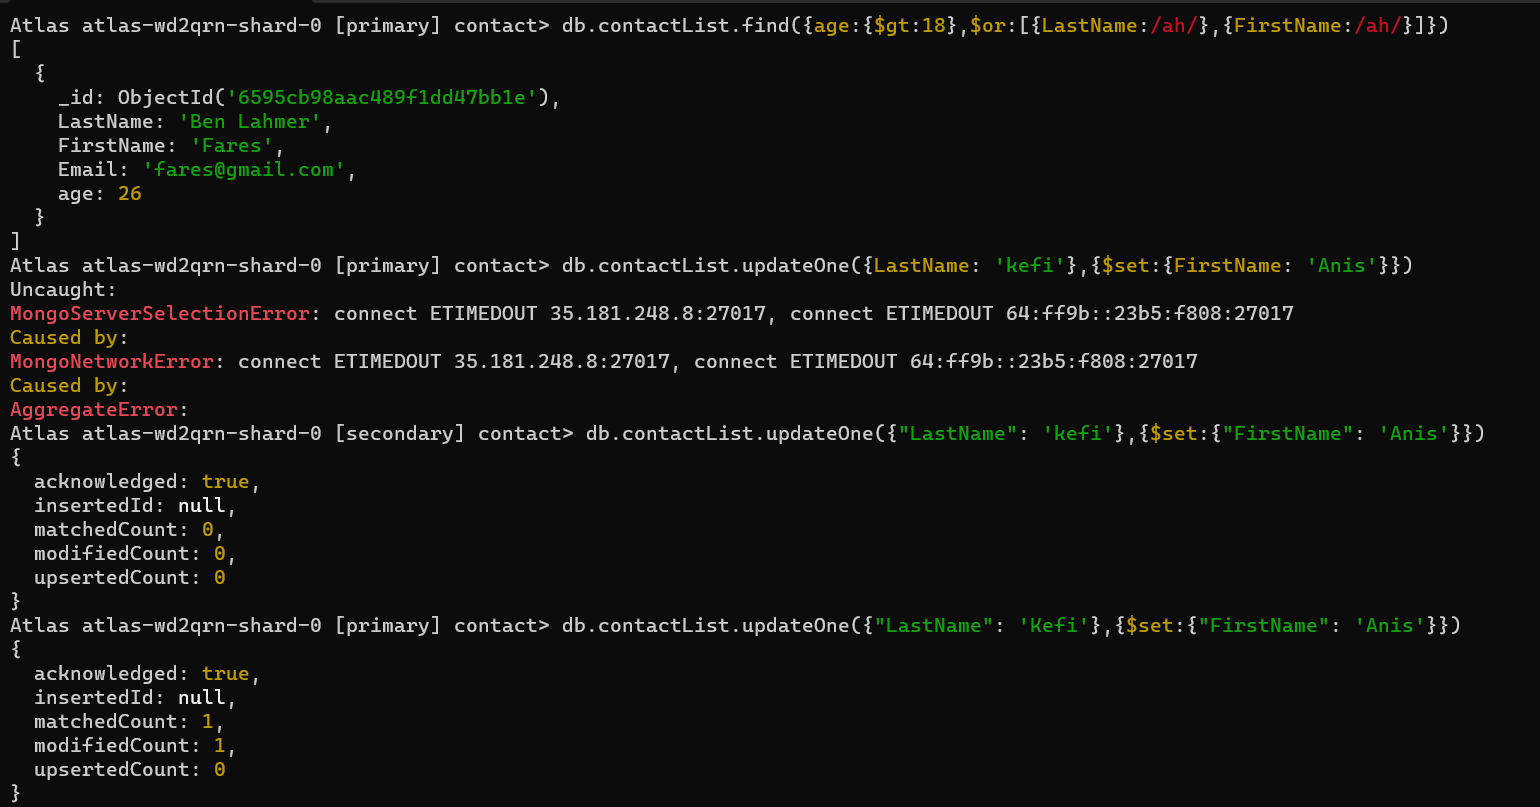 Atlas atlas-wd2qrn-shard-0 [primary] contact> db.contactList.find({age:{$gt:18},$or:[{LastName:/ah/},{FirstName:/ah/}]})
[
  {
    _id: ObjectId('6595cb98aac489f1dd47bb1e'),
    LastName: 'Ben Lahmer',
    FirstName: 'Fares',
    Email: 'fares@gmail.com',
    age: 26
  }
]
Atlas atlas-wd2qrn-shard-0 [primary] contact> db.contactList.updateOne({LastName: 'kefi'},{$set:{FirstName: 'Anis'}})
Uncaught:
MongoServerSelectionError: connect ETIMEDOUT 35.181.248.8:27017, connect ETIMEDOUT 64:ff9b::23b5:f808:27017
Caused by:
MongoNetworkError: connect ETIMEDOUT 35.181.248.8:27017, connect ETIMEDOUT 64:ff9b::23b5:f808:27017
Caused by:
AggregateError:
Atlas atlas-wd2qrn-shard-0 [secondary] contact> db.contactList.updateOne({"LastName": 'kefi'},{$set:{"FirstName": 'Anis'}})
{
  acknowledged: true,
  insertedId: null,
  matchedCount: 0,
  modifiedCount: 0,
  upsertedCount: 0
}
Atlas atlas-wd2qrn-shard-0 [primary] contact> db.contactList.updateOne({"LastName": 'Kefi'},{$set:{"FirstName": 'Anis'}})
{
  acknowledged: true,
  insertedId: null,
  matchedCount: 1,
  modifiedCount: 1,
  upsertedCount: 0
}